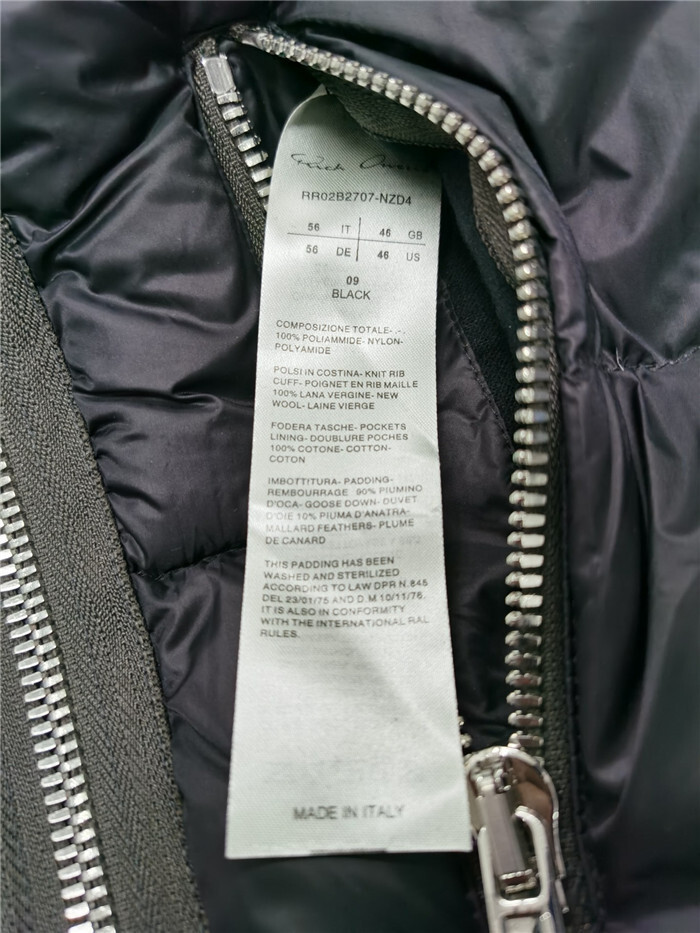 Rick Owens
RR02B2707-NZD4
56 IT 46 GB
56 DE 46 US
09
BLACK
COMPOSIZIONE TOTALE- .- .
100% POLIAMMIDE- NYLON-
POLYAMIDE
POLSI IN COSTINA- KNIT RIB
CUFF- POIGNET EN RIB MAILLE
100% LANA VERGINE- NEW
WOOL- LAINE VIERGE
FODERA TASCHE- POCKETS
LINING- DOUBLURE POCHES
100% COTONE- COTTON-
COTON
IMBOTTITURA- PADDING-
REMBOURRAGE 90% PIUMINO
D'OCA- GOOSE DOWN- DUVET
D'OIE 10% PIUMA D'ANATRA-
MALLARD FEATHERS- PLUME
DE CANARD
THIS PADDING HAS BEEN
WASHED AND STERILIZED
ACCORDING TO LAW DPR N.845
DEL 23/01/75 AND D.M 10/11/76.
IT IS ALSO IN CONFORMITY
WITH THE INTERNATIONAL RAL
RULES.
MADE IN ITALY